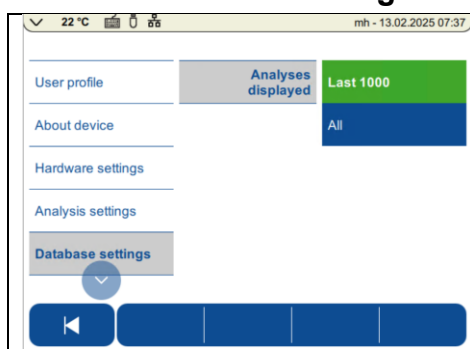 22 °C
mh - 13.02.2025 07:37
User profile
Analyses
displayed
Last 1000
About device
All
Hardware settings
Analysis settings
Database settings